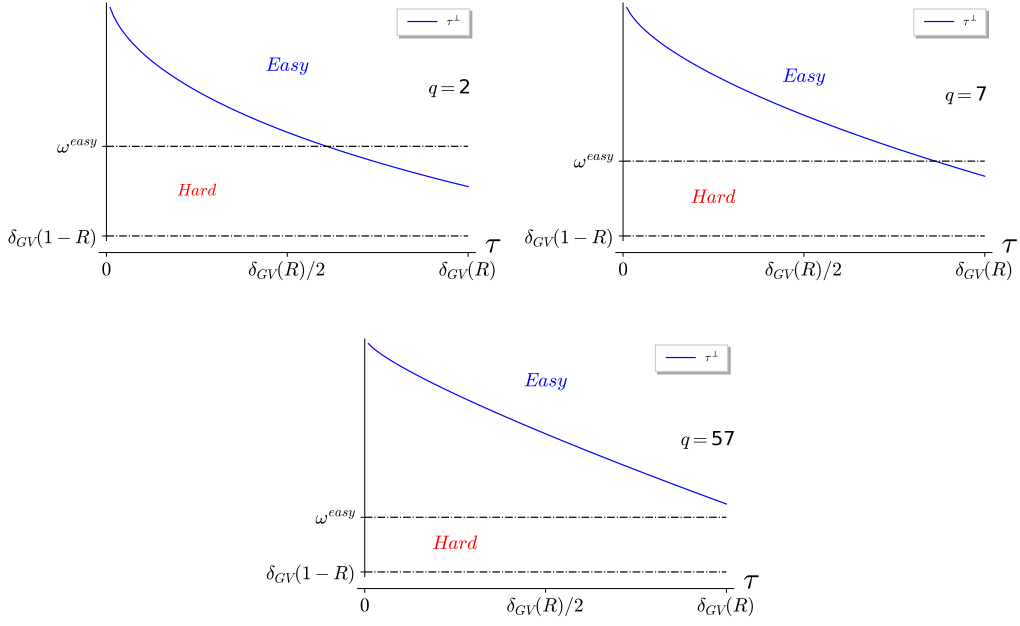 τ⊥
Easy
q = 2
ω^easy
Hard
δ_GV(1 − R)
τ
0
δ_GV(R)/2
δ_GV(R)
τ⊥
Easy
q = 7
ω^easy
Hard
δ_GV(1 − R)
τ
0
δ_GV(R)/2
δ_GV(R)
τ⊥
Easy
q = 57
ω^easy
Hard
δ_GV(1 − R)
τ
0
δ_GV(R)/2
δ_GV(R)